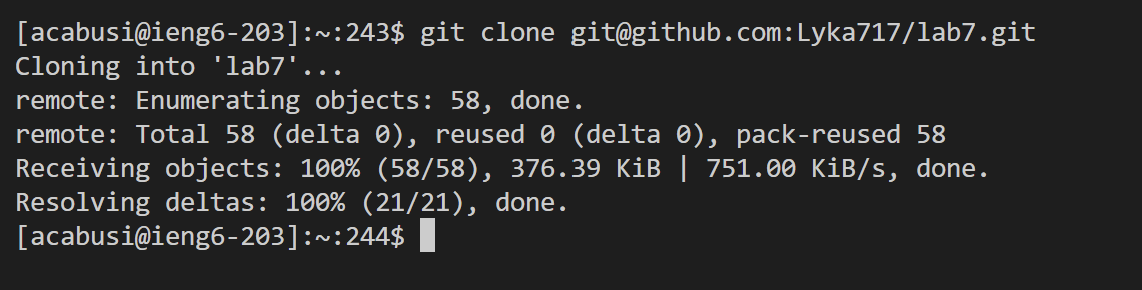 [acabusi@ieng6-203]:~:243$ git clone git@github.com:Lyka717/lab7.git
Cloning into 'lab7'...
remote: Enumerating objects: 58, done.
remote: Total 58 (delta 0), reused 0 (delta 0), pack-reused 58
Receiving objects: 100% (58/58), 376.39 KiB | 751.00 KiB/s, done.
Resolving deltas: 100% (21/21), done.
[acabusi@ieng6-203]:~:244$